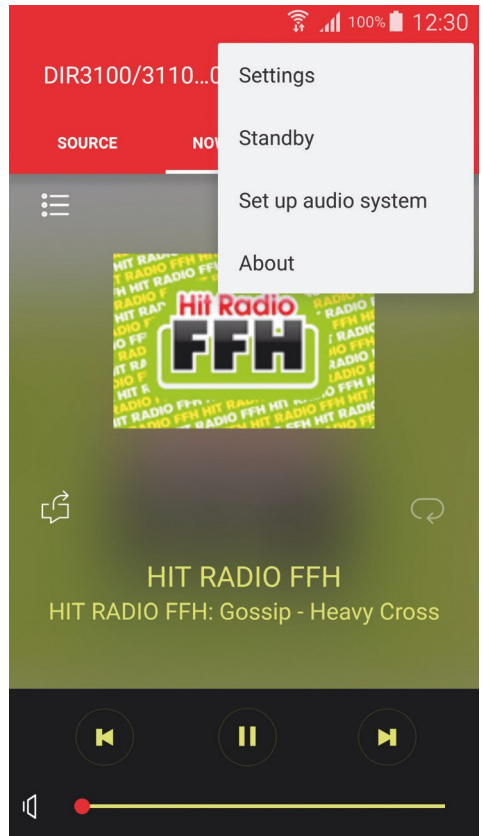 100% 12:30
DIR3100/3110...0
Settings
SOURCE
NOW
Standby
Set up audio system
About
Hit Radio
FFH
HIT RADIO FFH
HIT RADIO FFH: Gossip - Heavy Cross